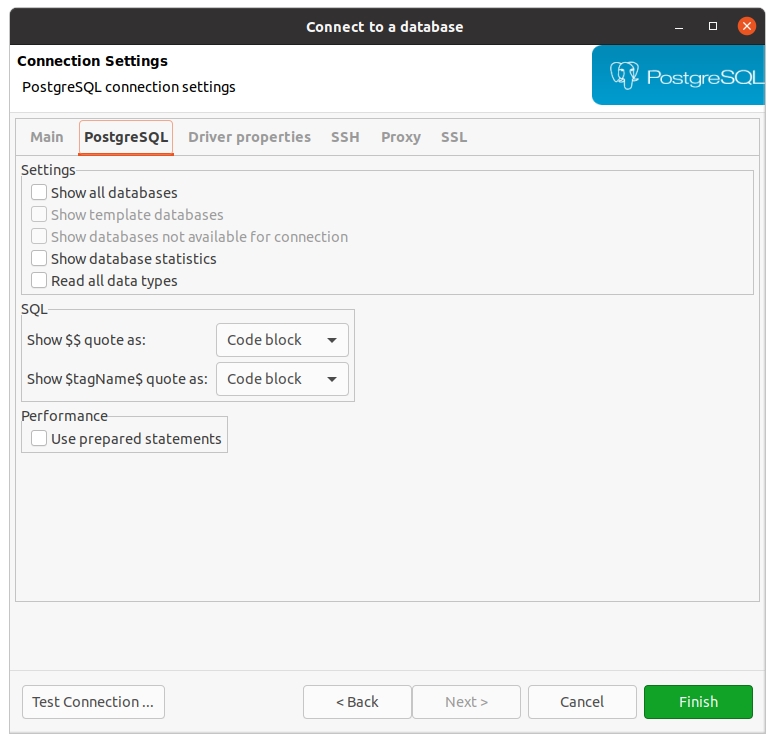 Connect to a database
Connection Settings
PostgreSQL connection settings
PostgreSQL
Main PostgreSQL Driver properties SSH Proxy SSL
Settings
Show all databases
Show template databases
Show databases not available for connection
Show database statistics
Read all data types
SQL
Show $$ quote as: Code block
Show $tagName$ quote as: Code block
Performance
Use prepared statements
Test Connection ... < Back Next > Cancel Finish